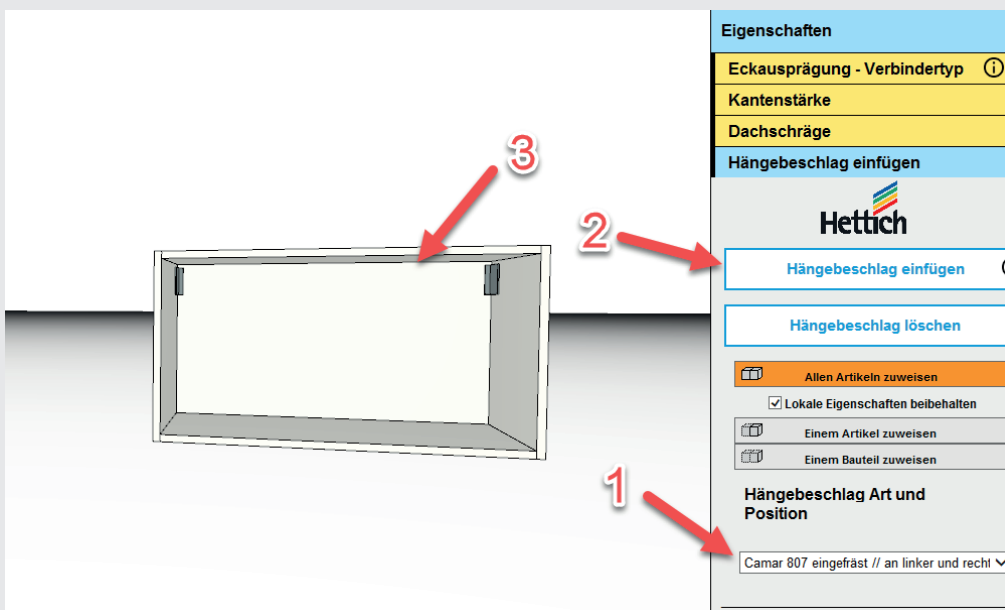 Eigenschaften
Eckausprägung - Verbindertyp
Kantenstärke
Dachschräge
Hängebeschlag einfügen
Hettich
3
2
Hängebeschlag einfügen
Hängebeschlag löschen
Allen Artikeln zuweisen
Lokale Eigenschaften beibehalten
Einem Artikel zuweisen
Einem Bauteil zuweisen
1
Hängebeschlag Art und
Position
Camar 807 eingefräst // an linker und recht